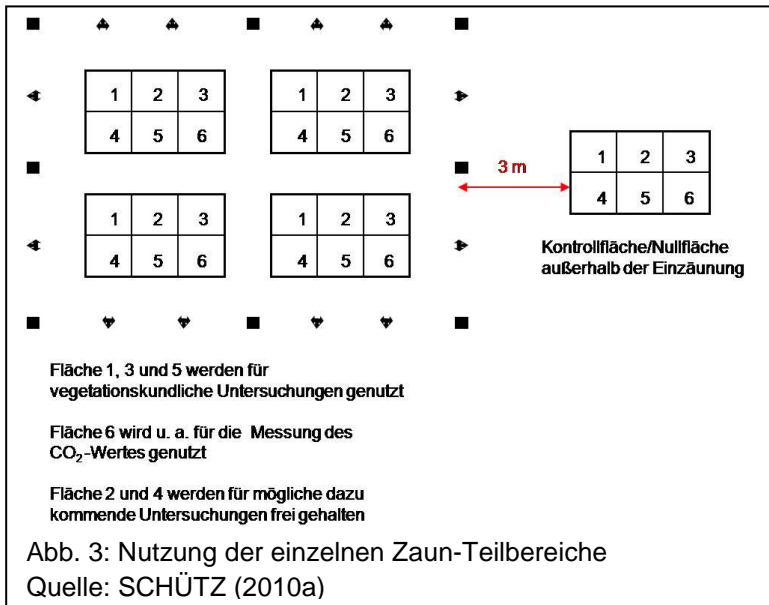 1 2 3 1 2 3
4 5 6 4 5 6
1 2 3
4 5 6
3 m
Kontrollfläche/Nullfläche
außerhalb der Einzäunung
1 2 3 1 2 3
4 5 6 4 5 6
Fläche 1, 3 und 5 werden für
vegetationskundliche Untersuchungen genutzt
Fläche 6 wird u. a. für die Messung des
CO₂-Wertes genutzt
Fläche 2 und 4 werden für mögliche dazu
kommende Untersuchungen frei gehalten
Abb. 3: Nutzung der einzelnen Zaun-Teilbereiche
Quelle: SCHÜTZ (2010a)